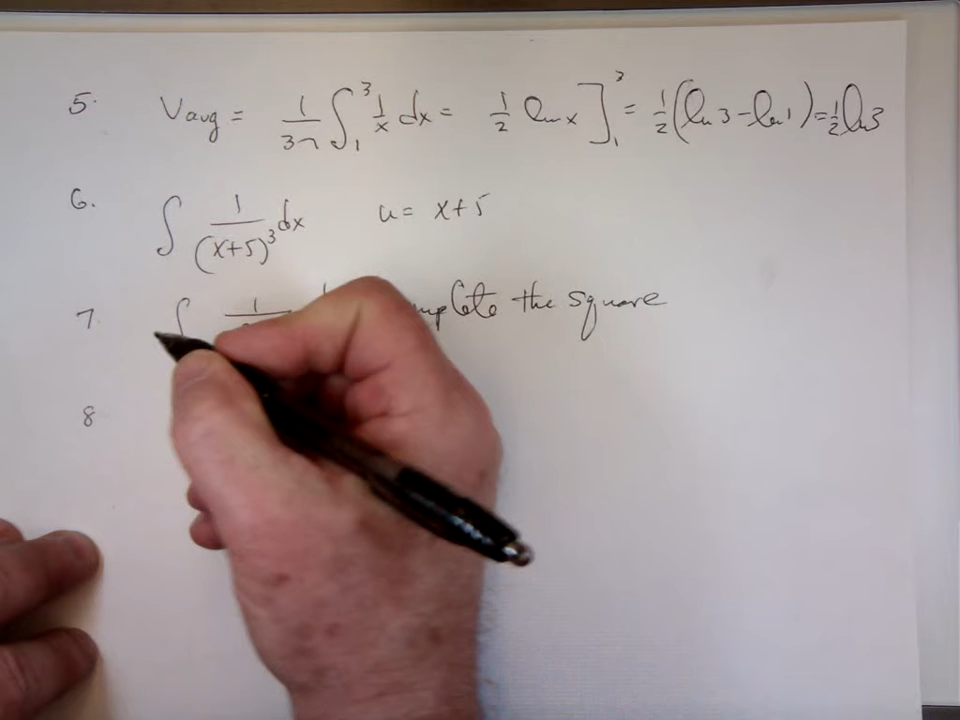 5. Vavg = 1/(3-1) ∫₁³ 1/x dx = 1/2 ln x ]₁³ = 1/2 (ln 3 - ln 1) = 1/2 ln 3
6. ∫ 1/(x+5)³ dx u = x+5
7. ∫ 1 the square
8